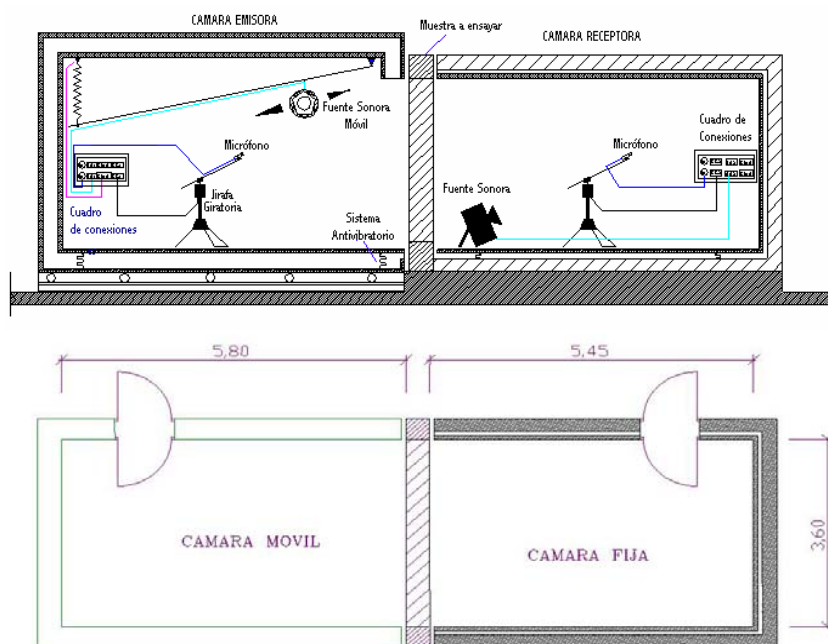 CAMARA EMISORA
Muestra a ensayar
CAMARA RECEPTORA
Fuente Sonora
Móvil
Micrófono
Jirafa
Giratoria
Cuadro
de conexiones
Sistema
Antivibratorio
Micrófono
Cuadro de
Conexiones
Fuente Sonora
5,80
5,45
CAMARA MOVIL
CAMARA FIJA
3,60